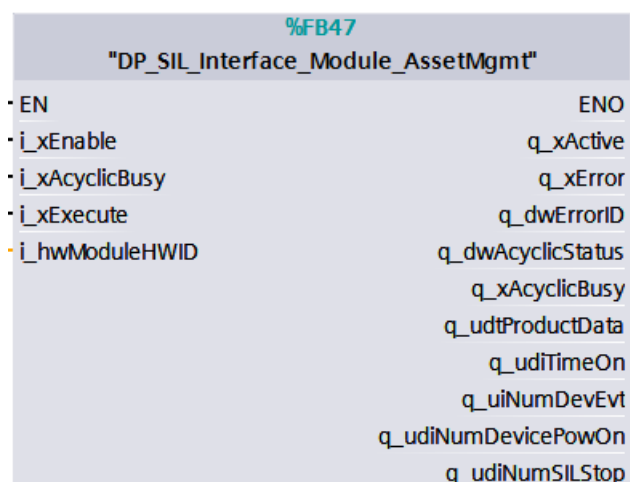 %FB47
"DP_SIL_Interface_Module_AssetMgmt"
EN ENO
i_xEnable q_xActive
i_xAcyclicBusy q_xError
i_xExecute q_dwErrorID
i_hwModuleHWID q_dwAcyclicStatus
q_xAcyclicBusy
q_udtProductData
q_udiTimeOn
q_uiNumDevEvt
q_udiNumDevicePowOn
q_udiNumSILStop